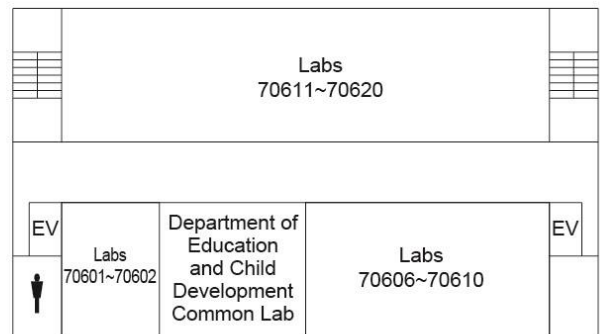 Labs
70611~70620
EV
Labs
70601~70602
Department of
Education
and Child
Development
Common Lab
Labs
70606~70610
EV